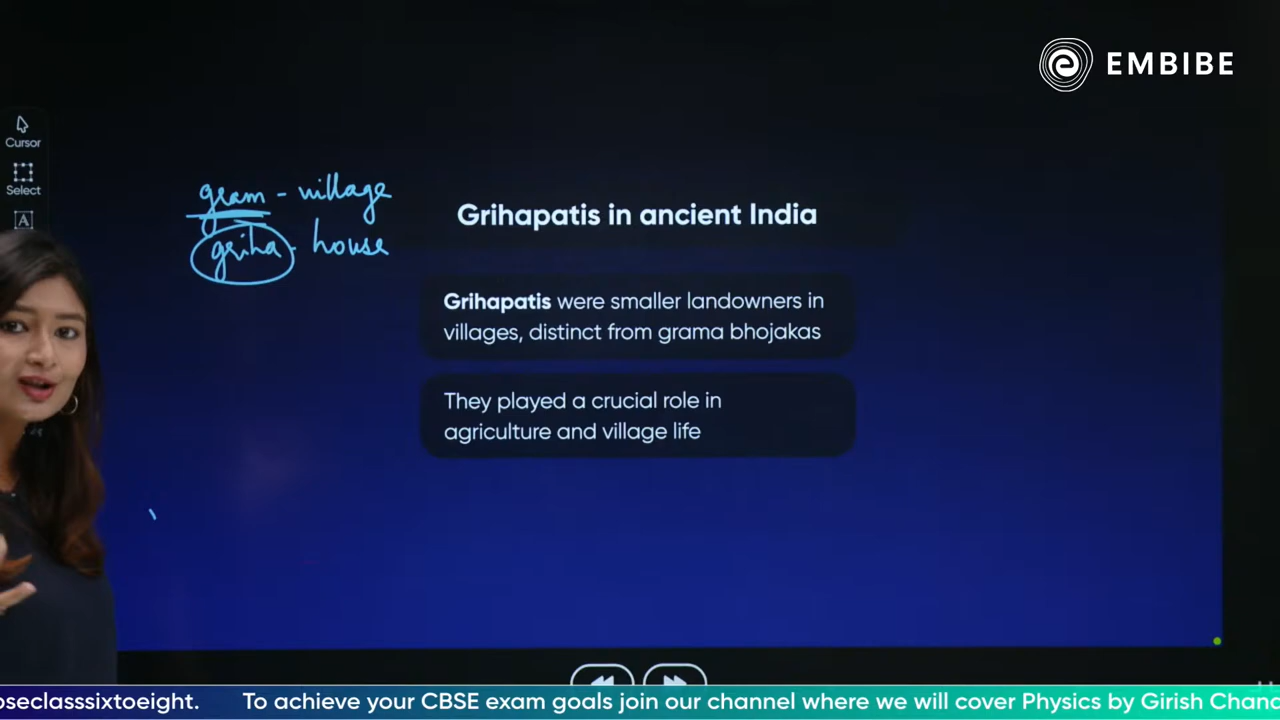 EMBIBE
Cursor
Select
A
gram - village
griha - house
Grihapatis in ancient India
Grihapatis were smaller landowners in
villages, distinct from grama bhojakas
They played a crucial role in
agriculture and village life
oseclasssixtoeight. To achieve your CBSE exam goals join our channel where we will cover Physics by Girish Chand